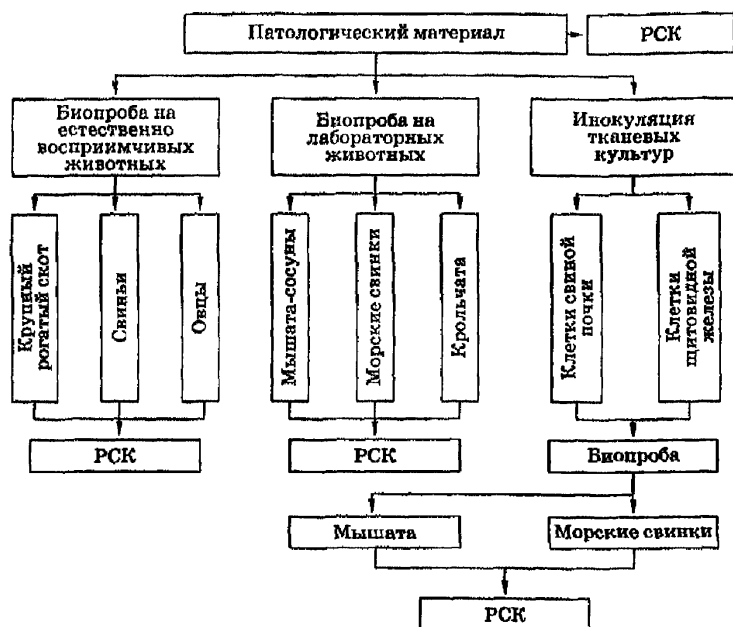 Патологический материал
РСК
Биопроба на
естественно
восприимчивых
животных
Биопроба на
лабораторных
животных
Инокуляция
тканевых
культур
Крупный
рогатый скот
Свиньи
Овцы
Мышата-сосуны
Морские свинки
Крольчата
Клетки свиной
почки
Клетки
щитовидной
железы
РСК
РСК
Биопроба
Мышата
Морские свинки
РСК